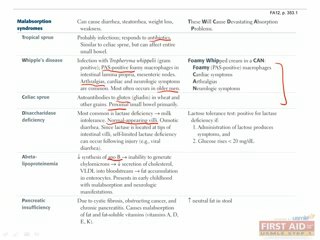 FA12, p. 353.1
Malabsorption syndromes
Can cause diarrhea, steatorrhea, weight loss,
weakness.
These Will Cause Devastating Absorption
Problems.
Tropical sprue
Probably infectious; responds to antibiotics.
Similar to celiac sprue, but can affect entire
small bowel.
Whipple's disease
Infection with Tropheryma whippelii (gram
positive); PAS-positive foamy macrophages in
intestinal lamina propria, mesenteric nodes.
Arthralgias, cardiac and neurologic symptoms
are common. Most often occurs in older men.
Foamy Whipped cream in a CAN
Foamy (PAS-positive) macrophages
Cardiac symptoms
Arthralgias
Neurologic symptoms
Celiac sprue
Autoantibodies to gluten (gliadin) in wheat and
other grains. Proximal small bowel primarily.
Disaccharidase
deficiency
Most common is lactase deficiency → milk
intolerance. Normal-appearing villi. Osmotic
diarrhea. Since lactase is located at tips of
intestinal villi, self-limited lactase deficiency
can occur following injury (e.g., viral
diarrhea).
Lactose tolerance test: positive for lactase
deficiency if:
1. Administration of lactose produces
symptoms, and
2. Glucose rises < 20 mg/dL.
Abeta-
lipoproteinemia
↓ synthesis of apo B → inability to generate
chylomicrons → ↓ secretion of cholesterol,
VLDL into bloodstream → fat accumulation
in enterocytes. Presents in early childhood
with malabsorption and neurologic
manifestations.
Pancreatic
insufficiency
Due to cystic fibrosis, obstructing cancer, and
chronic pancreatitis. Causes malabsorption of
fat and fat-soluble vitamins (vitamins A, D,
E, K).
↑ neutral fat in stool
usmle
FIRST AID